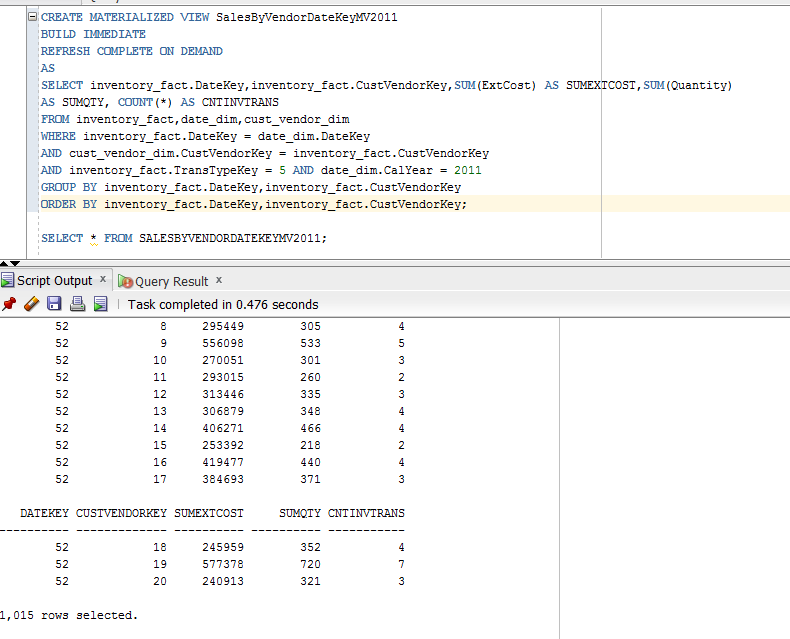 CREATE MATERIALIZED VIEW SalesByVendorDateKeyMV2011
BUILD IMMEDIATE
REFRESH COMPLETE ON DEMAND
AS
SELECT inventory_fact.DateKey,inventory_fact.CustVendorKey,SUM(ExtCost) AS SUMEXTCOST,SUM(Quantity)
AS SUMQTY, COUNT(*) AS CNTINVTRANS
FROM inventory_fact,date_dim,cust_vendor_dim
WHERE inventory_fact.DateKey = date_dim.DateKey
AND cust_vendor_dim.CustVendorKey = inventory_fact.CustVendorKey
AND inventory_fact.TransTypeKey = 5 AND date_dim.CalYear = 2011
GROUP BY inventory_fact.DateKey,inventory_fact.CustVendorKey
ORDER BY inventory_fact.DateKey,inventory_fact.CustVendorKey;
SELECT * FROM SALESBYVENDORDATEKEYMV2011;
Script Output x Query Result x
Task completed in 0.476 seconds
52 8 295449 305 4
52 9 556098 533 5
52 10 270051 301 3
52 11 293015 260 2
52 12 313446 335 3
52 13 306879 348 4
52 14 406271 466 4
52 15 253392 218 2
52 16 419477 440 4
52 17 384693 371 3
DATEKEY CUSTVENDORKEY SUMEXTCOST SUMQTY CNTINVTRANS
---------- ------------- ---------- ---------- -----------
52 18 245959 352 4
52 19 577378 720 7
52 20 240913 321 3
1,015 rows selected.